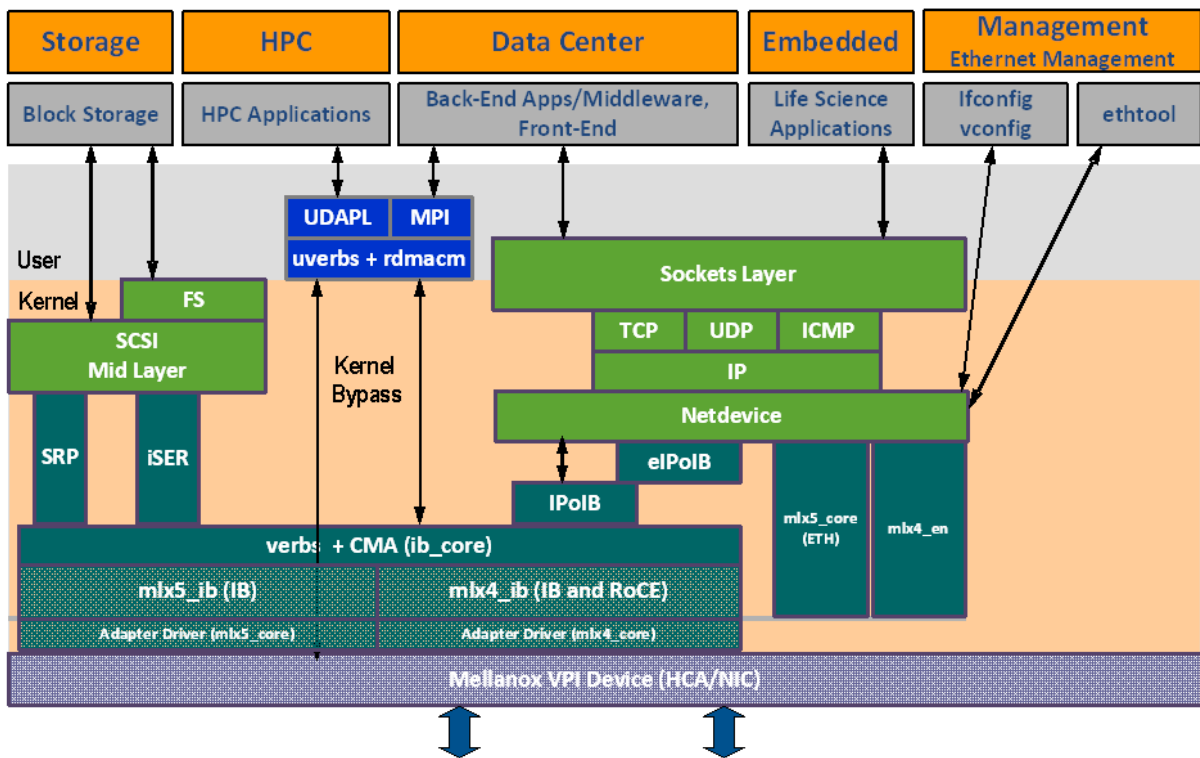 Storage
HPC
Data Center
Embedded
Management
Ethernet Management
Block Storage
HPC Applications
Back-End Apps/Middleware,
Front-End
Life Science
Applications
Ifconfig
vconfig
ethtool
UDAPL
MPI
uverbs + rdmacm
User
Kernel
Sockets Layer
FS
SCSI
Mid Layer
TCP
UDP
ICMP
Kernel
Bypass
IP
Netdevice
SRP
iSER
eIPoIB
IPoIB
mlx5_core
(ETH)
mlx4_en
verbs + CMA (ib_core)
mlx5_ib (IB)
mlx4_ib (IB and RoCE)
Adapter Driver (mlx5_core)
Adapter Driver (mlx4_core)
Mellanox VPI Device (HCA/NIC)